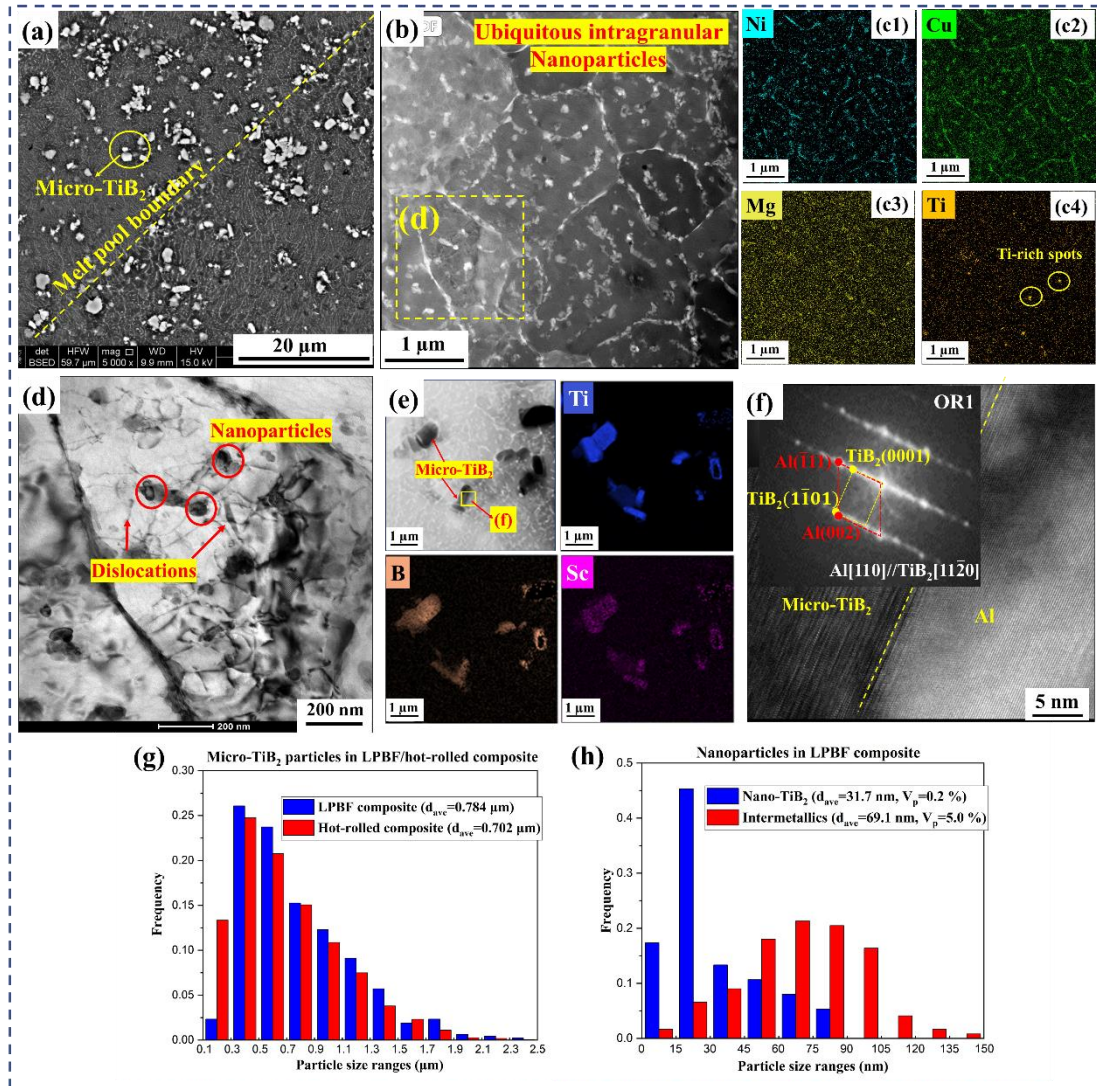 (a)
Micro-TiB₂
Melt pool boundary
20 μm
det HFW mag □ WD HV
BSED 59.7 μm 5 000 x 9.9 mm 15.0 kV
(b)
Ubiquitous intragranular
Nanoparticles
(d)
1 μm
Ni
(c1)
1 μm
Cu
(c2)
1 μm
Mg
(c3)
1 μm
Ti
(c4)
Ti-rich spots
1 μm
(d)
Nanoparticles
Dislocations
200 nm
200 nm
(e)
Micro-TiB₂
(f)
1 μm
Ti
1 μm
B
1 μm
Sc
1 μm
(f)
OR1
Al(1̄11)
TiB₂(0001)
TiB₂(11̄01)
Al(002)
Al[110]//TiB₂[112̄0]
Micro-TiB₂
Al
5 nm
(g)
Micro-TiB₂ particles in LPBF/hot-rolled composite
LPBF composite (dave=0.784 μm)
Hot-rolled composite (dave=0.702 μm)
Frequency
0.30
0.25
0.20
0.15
0.10
0.05
0.00
0.1 0.3 0.5 0.7 0.9 1.1 1.3 1.5 1.7 1.9 2.1 2.3 2.5
Particle size ranges (μm)
(h)
Nanoparticles in LPBF composite
Nano-TiB₂ (dave=31.7 nm, Vp=0.2 %)
Intermetallics (dave=69.1 nm, Vp=5.0 %)
Frequency
0.5
0.4
0.3
0.2
0.1
0.0
0 15 30 45 60 75 90 105 120 135 150
Particle size ranges (nm)